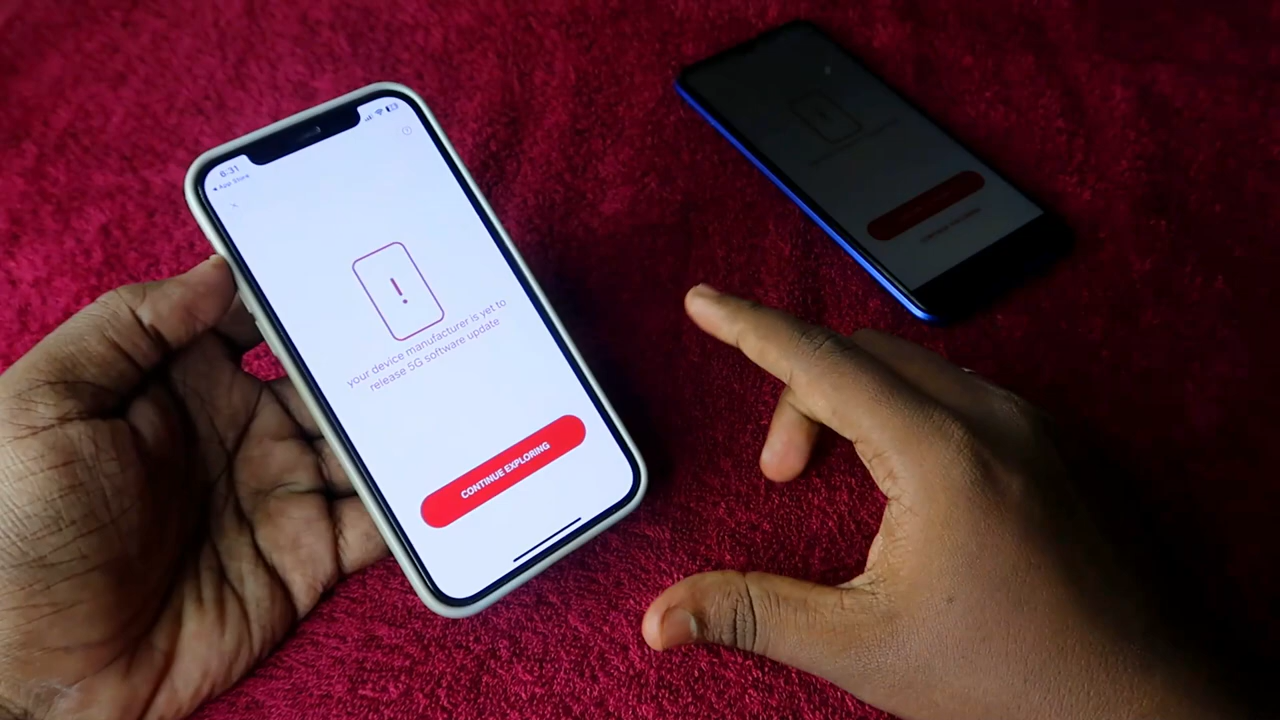 6:31
App Store
your device manufacturer is yet to
release 5G software update
CONTINUE EXPLORING